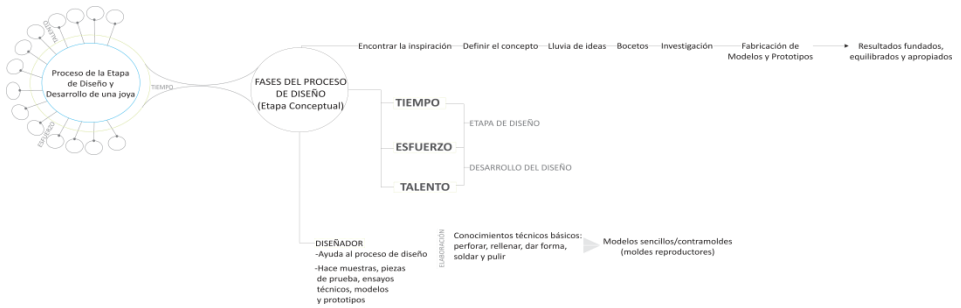 TALENTO
Proceso de la Etapa
de Diseño y
Desarrollo de una joya
TIEMPO
ESFUERZO
FASES DEL PROCESO
DE DISEÑO
(Etapa Conceptual)
Encontrar la inspiración
Definir el concepto
Lluvia de ideas
Bocetos
Investigación
Fabricación de
Modelos y Prototipos
Resultados fundados,
equilibrados y apropiados
TIEMPO
ESFUERZO
TALENTO
ETAPA DE DISEÑO
DESARROLLO DEL DISEÑO
DISEÑADOR
-Ayuda al proceso de diseño
-Hace muestras, piezas
de prueba, ensayos
técnicos, modelos
y prototipos
ELABORACIÓN
Conocimientos técnicos básicos:
perforar, rellenar, dar forma,
soldar y pulir
Modelos sencillos/contramoldes
(moldes reproductores)